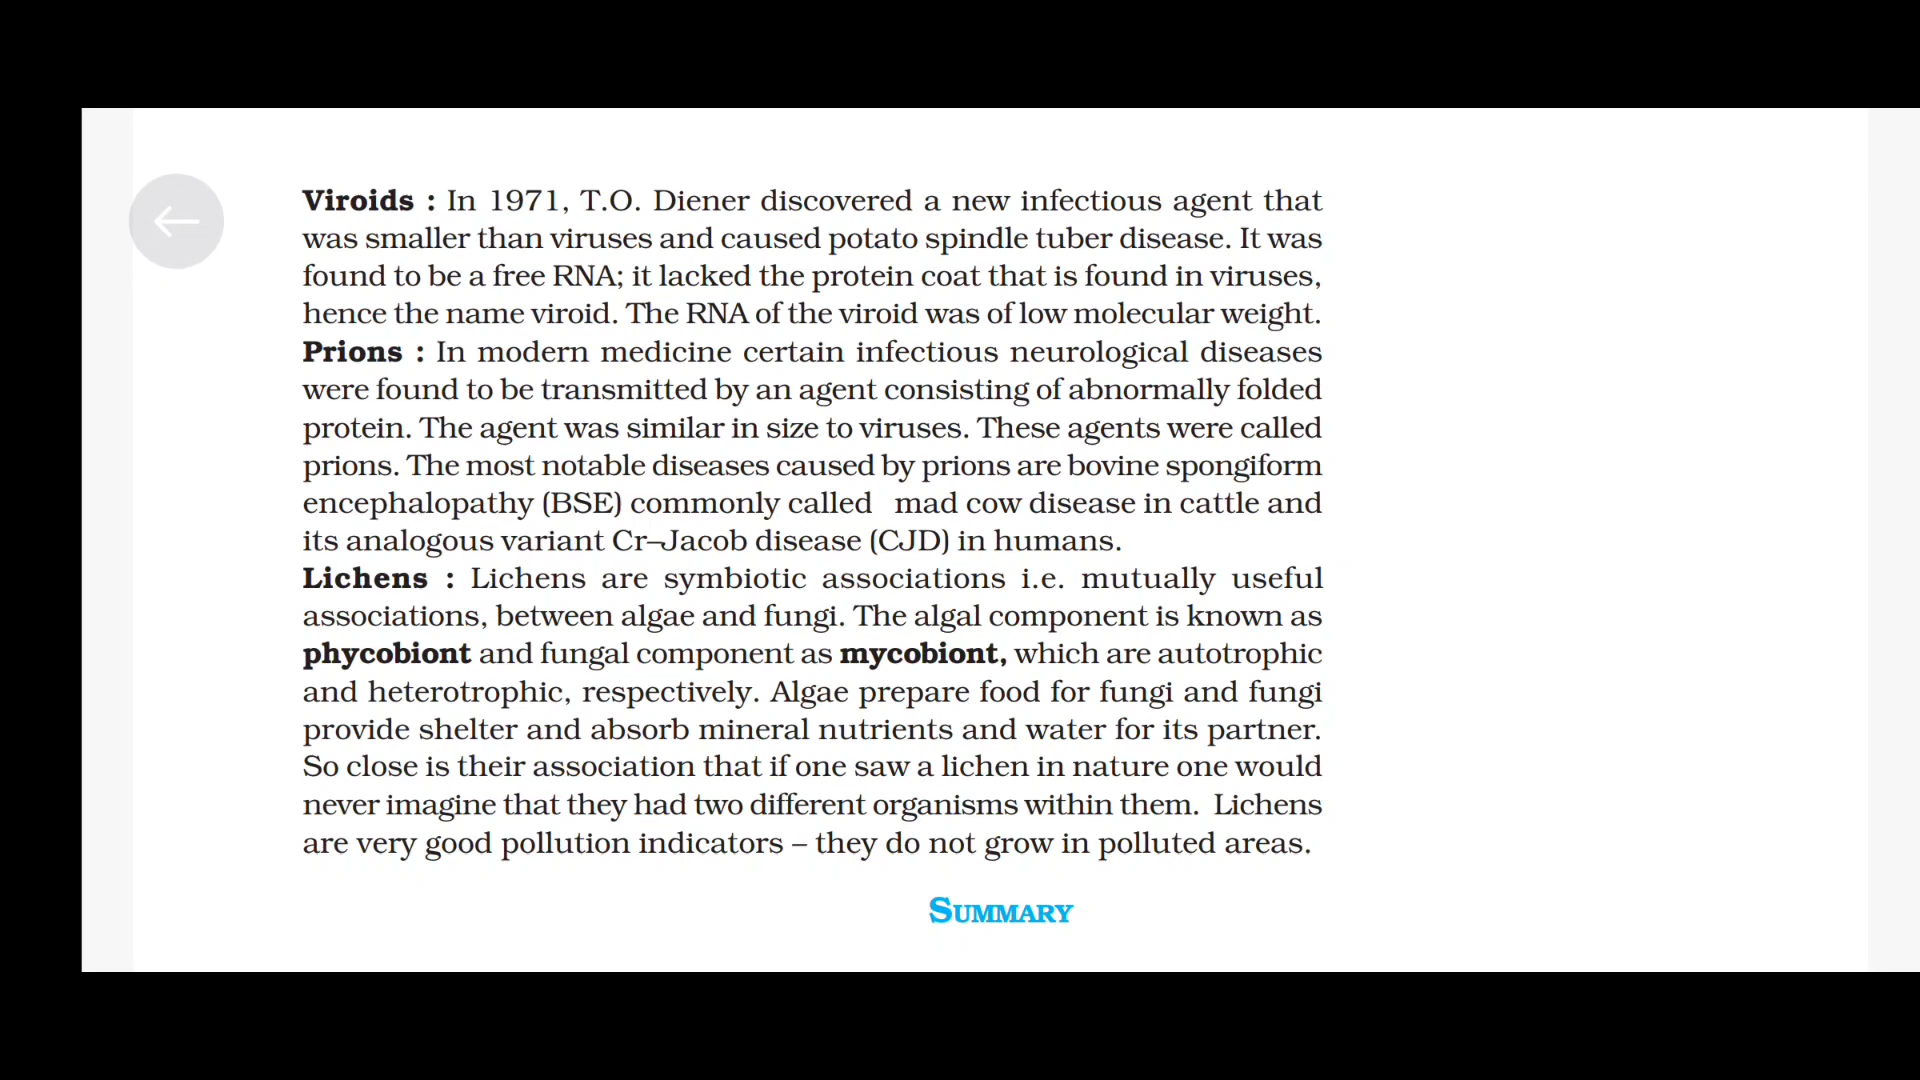 Viroids : In 1971, T.O. Diener discovered a new infectious agent that
was smaller than viruses and caused potato spindle tuber disease. It was
found to be a free RNA; it lacked the protein coat that is found in viruses,
hence the name viroid. The RNA of the viroid was of low molecular weight.
Prions : In modern medicine certain infectious neurological diseases
were found to be transmitted by an agent consisting of abnormally folded
protein. The agent was similar in size to viruses. These agents were called
prions. The most notable diseases caused by prions are bovine spongiform
encephalopathy (BSE) commonly called mad cow disease in cattle and
its analogous variant Cr–Jacob disease (CJD) in humans.
Lichens : Lichens are symbiotic associations i.e. mutually useful
associations, between algae and fungi. The algal component is known as
phycobiont and fungal component as mycobiont, which are autotrophic
and heterotrophic, respectively. Algae prepare food for fungi and fungi
provide shelter and absorb mineral nutrients and water for its partner.
So close is their association that if one saw a lichen in nature one would
never imagine that they had two different organisms within them. Lichens
are very good pollution indicators – they do not grow in polluted areas.
SUMMARY